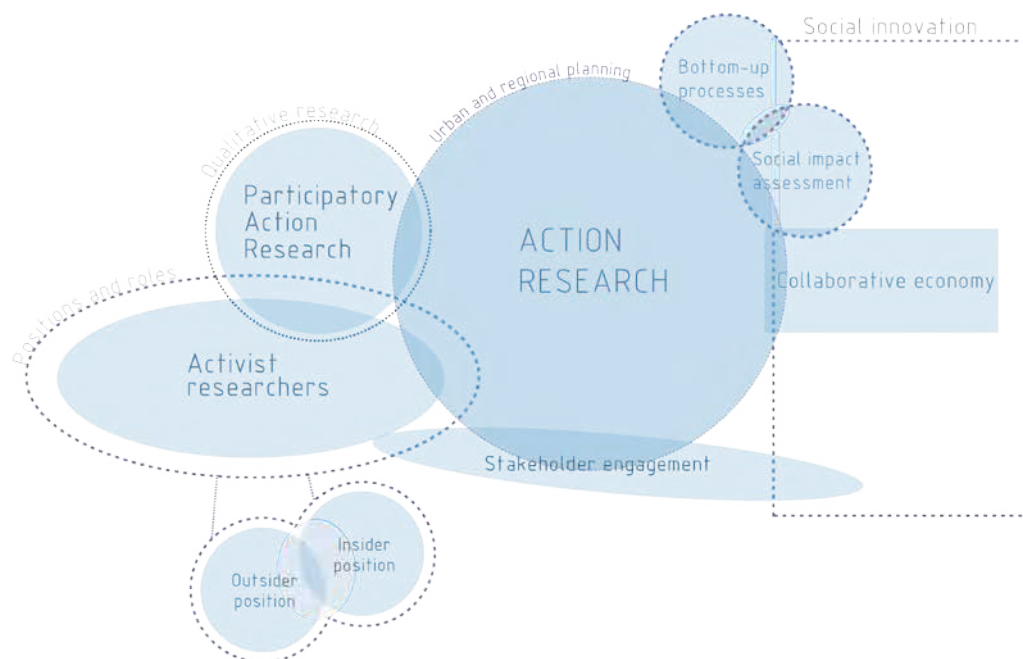 Social innovation
Bottom-up
processes
Urban and regional planning
Qualitative research
Social impact
assessment
Participatory
Action
Research
ACTION
RESEARCH
Positions and roles
Collaborative economy
Activist
researchers
Stakeholder engagement
Insider
position
Outsider
position